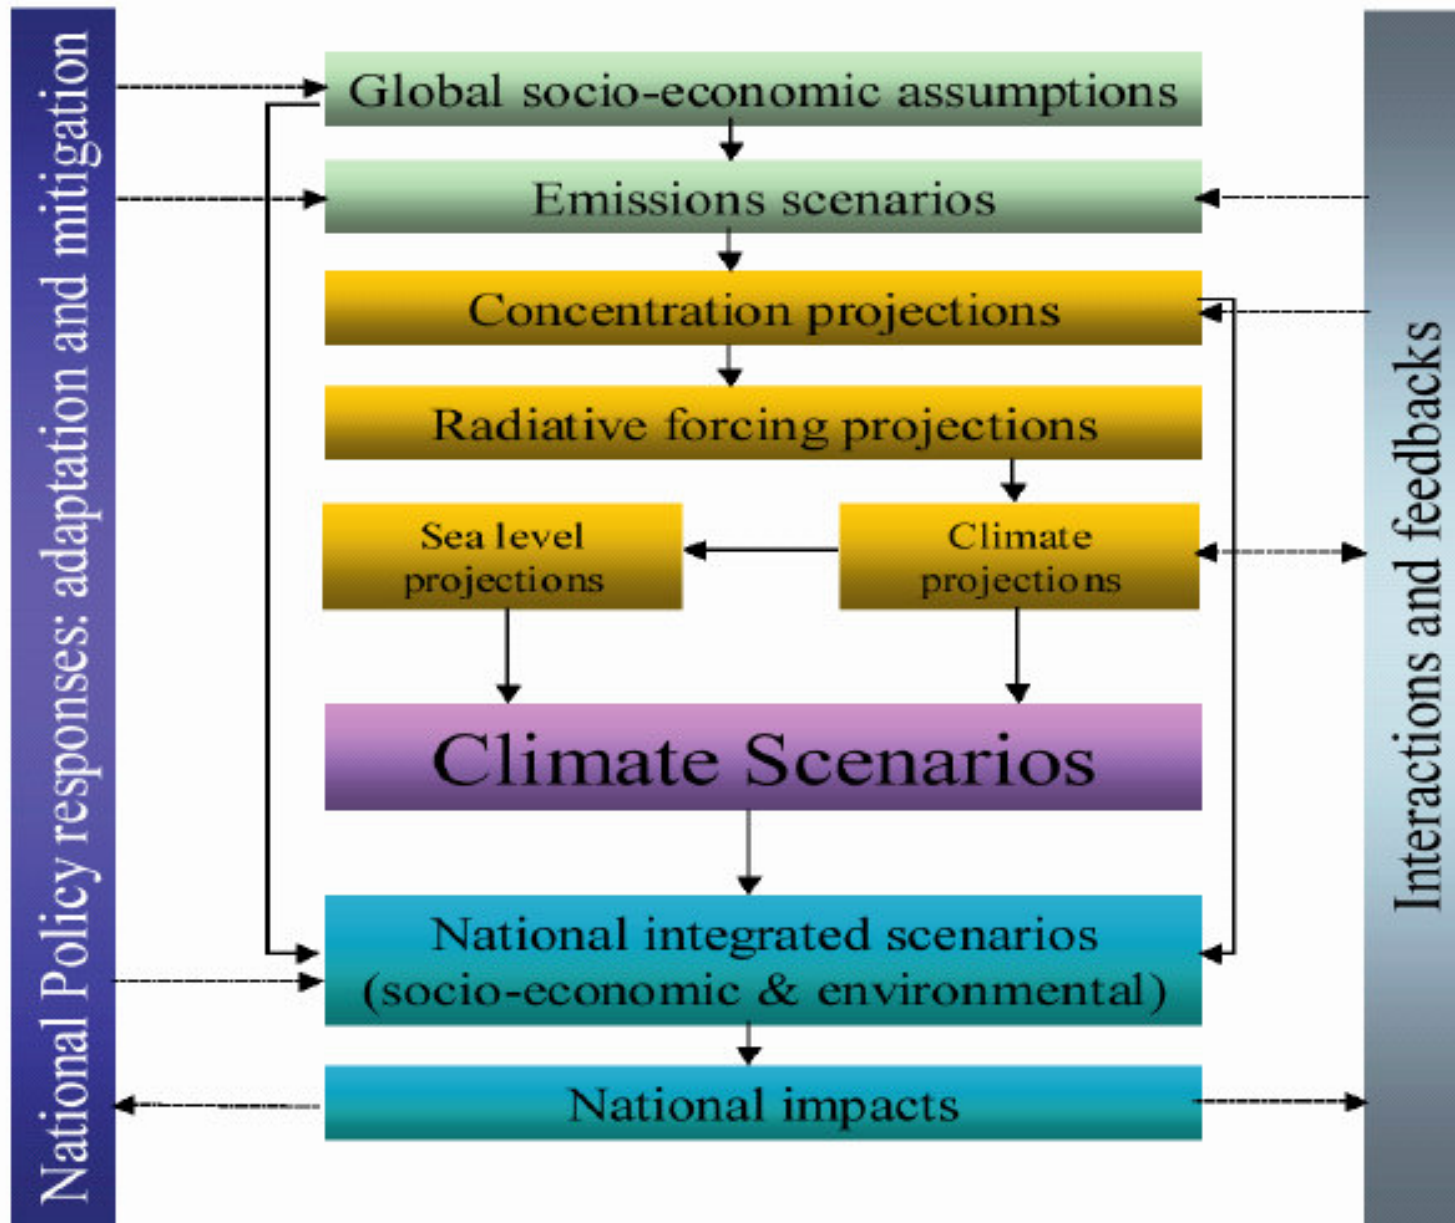 National Policy responses: adaptation and mitigation
Global socio-economic assumptions
Emissions scenarios
Concentration projections
Radiative forcing projections
Sea level
projections
Climate
projections
Climate Scenarios
National integrated scenarios
(socio-economic & environmental)
National impacts
Interactions and feedbacks